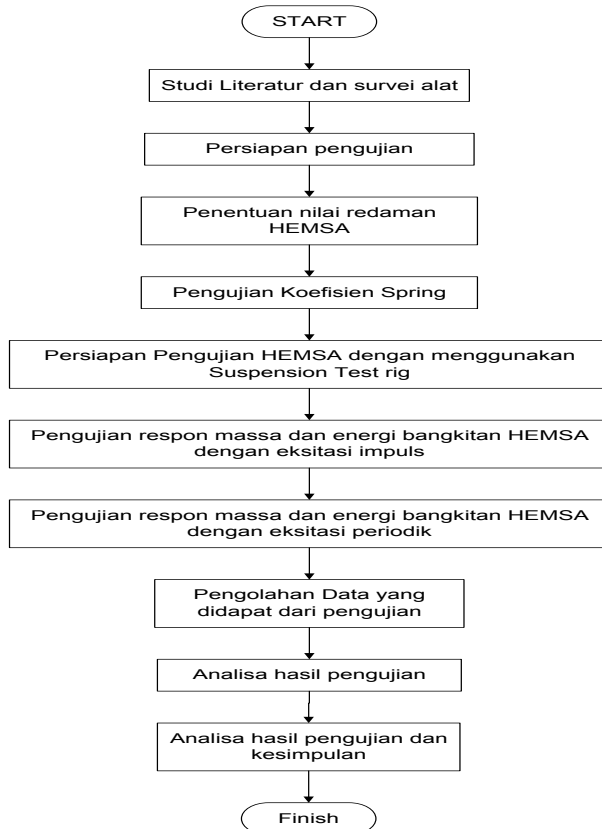 START
Studi Literatur dan survei alat
Persiapan pengujian
Penentuan nilai redaman
HEMSA
Pengujian Koefisien Spring
Persiapan Pengujian HEMSA dengan menggunakan
Suspension Test rig
Pengujian respon massa dan energi bangkitan HEMSA
dengan eksitasi impuls
Pengujian respon massa dan energi bangkitan HEMSA
dengan eksitasi periodik
Pengolahan Data yang
didapat dari pengujian
Analisa hasil pengujian
Analisa hasil pengujian dan
kesimpulan
Finish